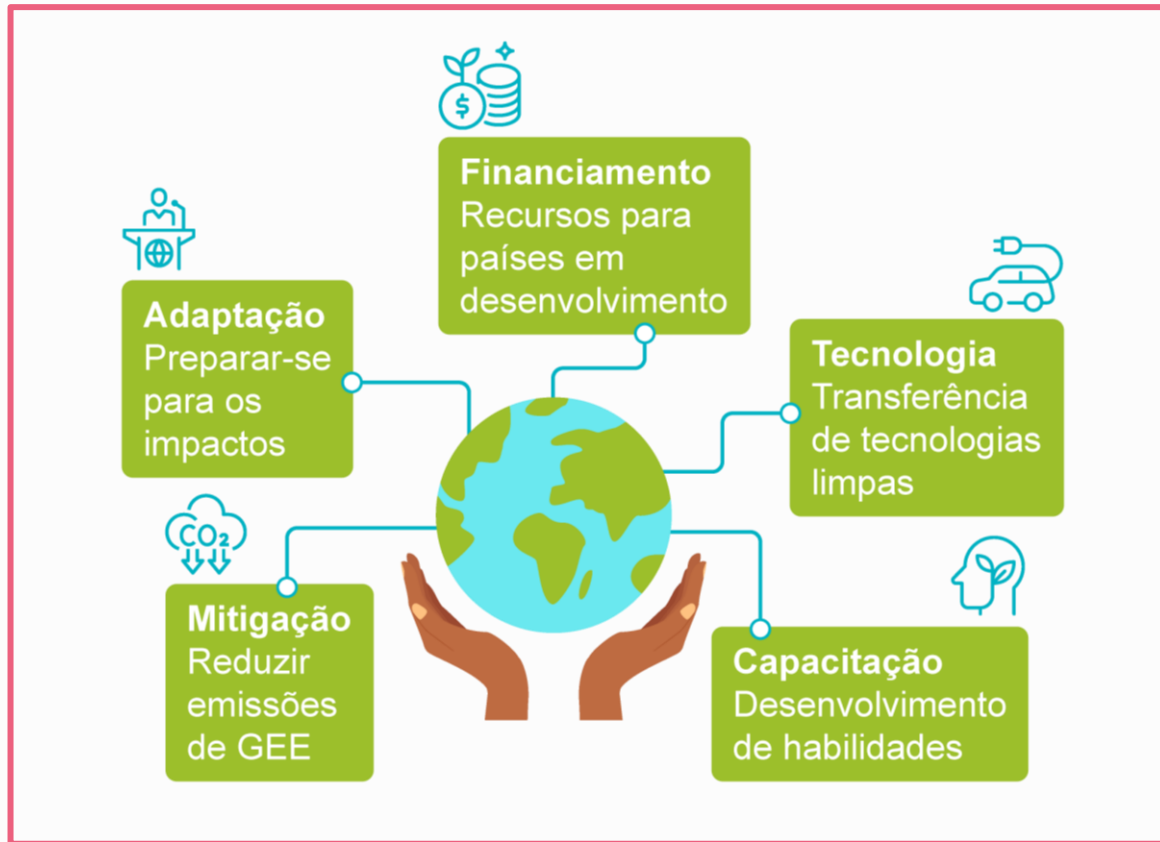 Financiamento
Recursos para
países em
desenvolvimento
Adaptação
Preparar-se
para os
impactos
Tecnologia
Transferência
de tecnologias
limpas
CO₂
Mitigação
Reduzir
emissões
de GEE
Capacitação
Desenvolvimento
de habilidades
$